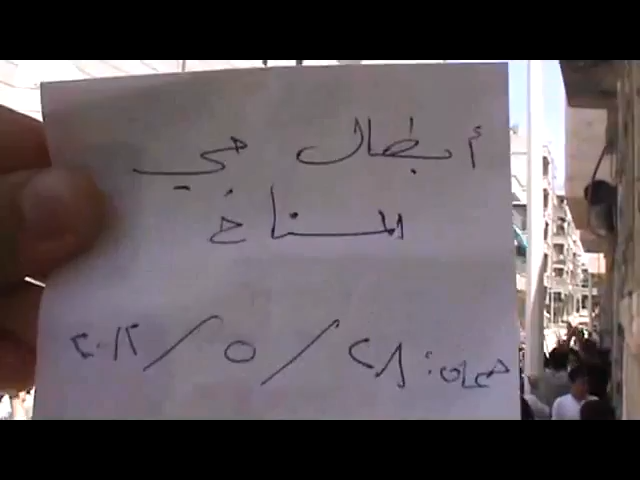 أبطال حي
المناخ
حماه: ٢٨ / ٥ / ٢٠١٢